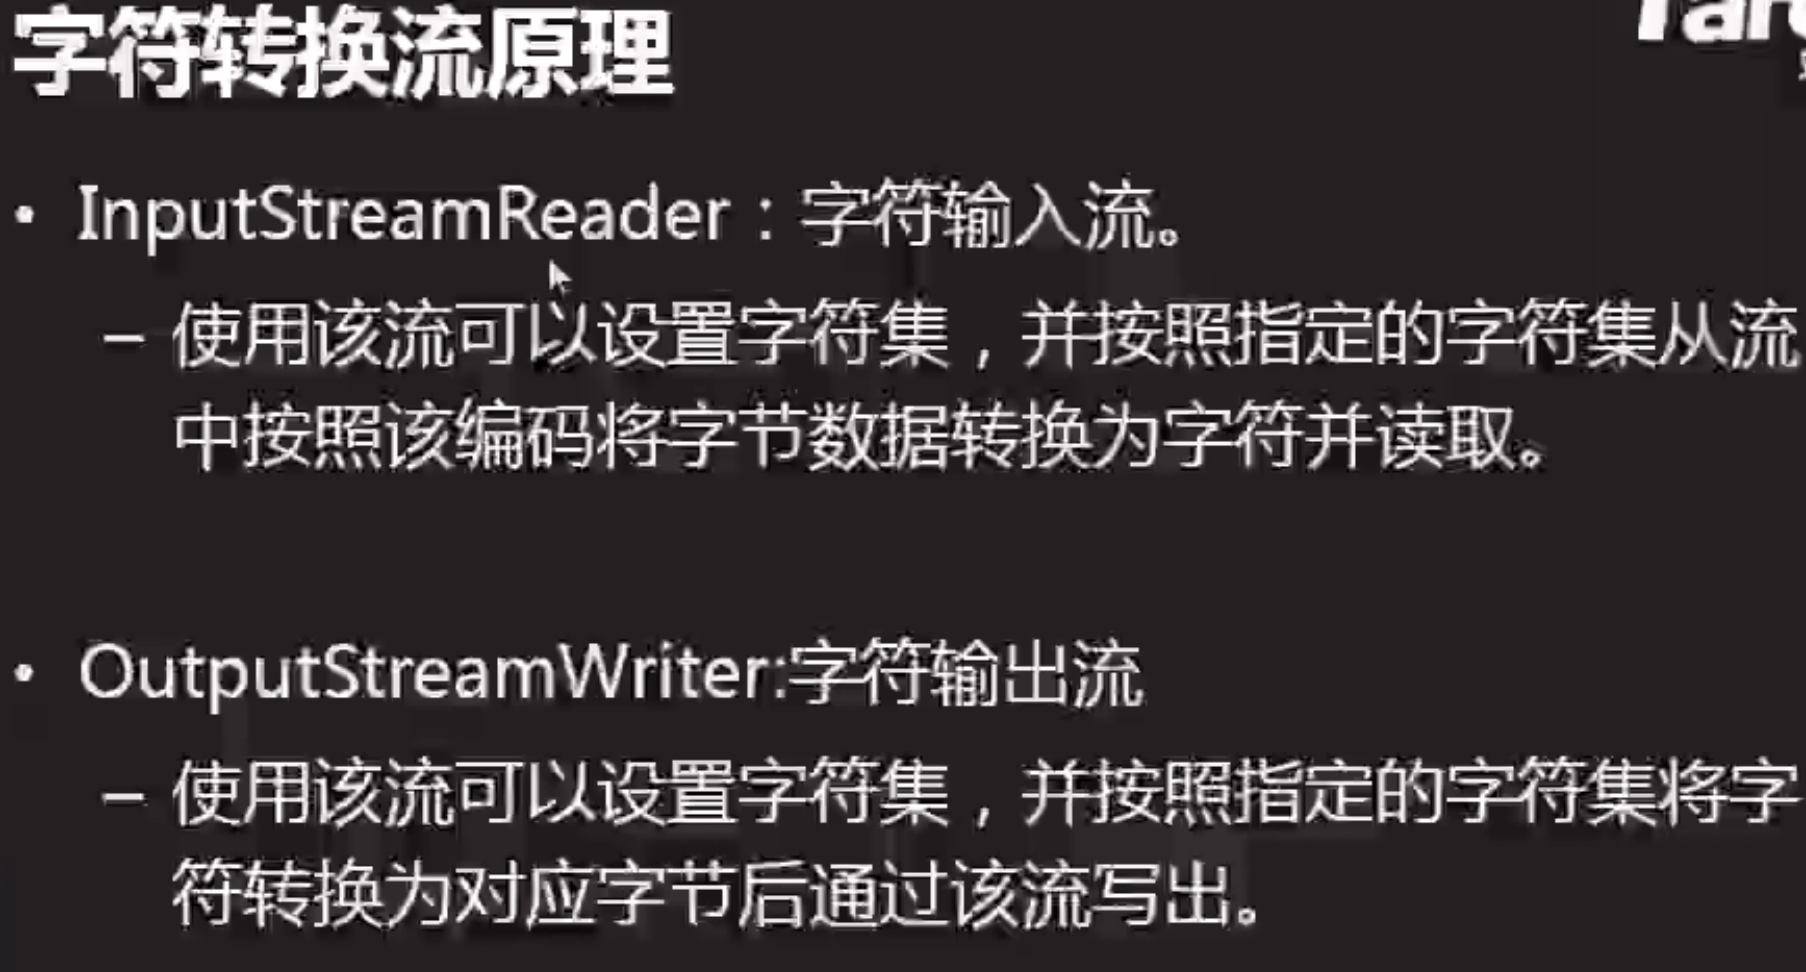 字符转换流原理
• InputStreamReader：字符输入流。
– 使用该流可以设置字符集，并按照指定的字符集从流
中按照该编码将字节数据转换为字符并读取。
• OutputStreamWriter:字符输出流
– 使用该流可以设置字符集，并按照指定的字符集将字
符转换为对应字节后通过该流写出。